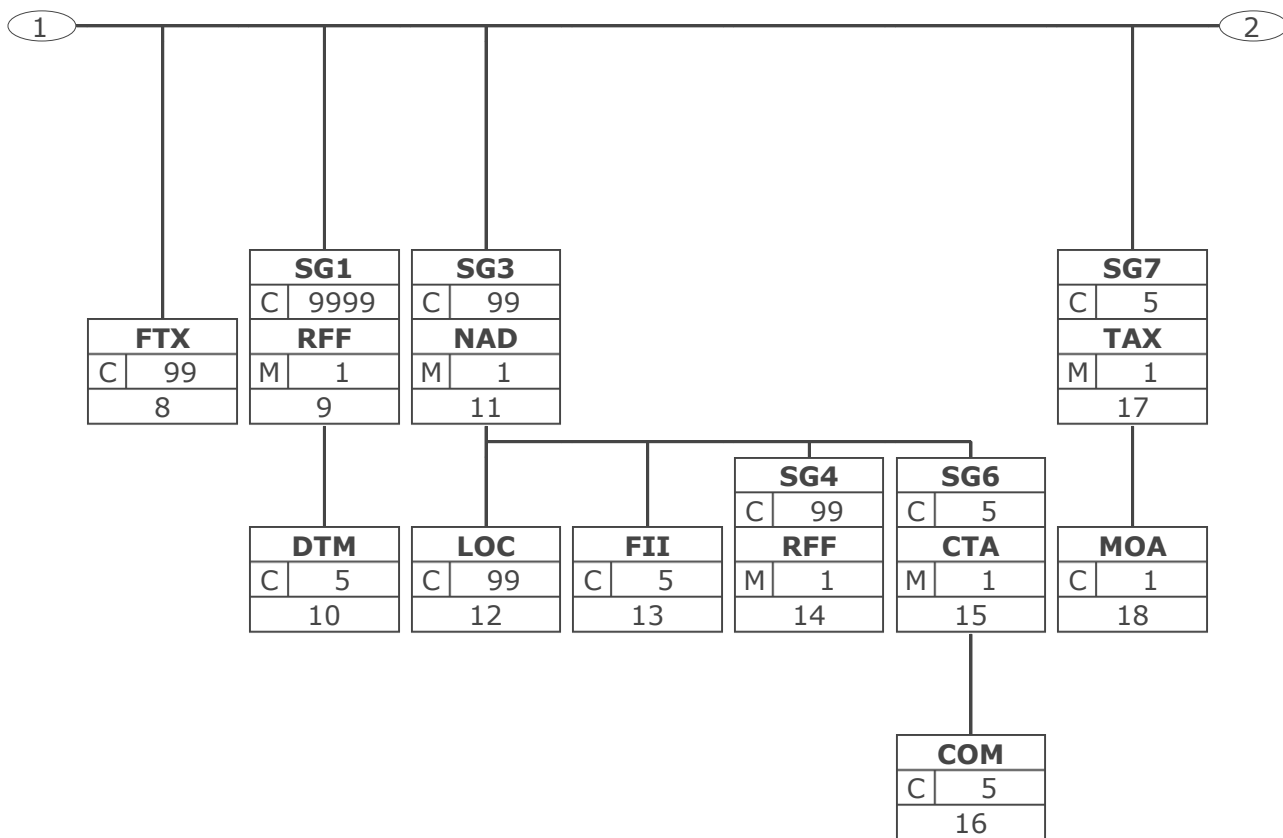 1 2
SG1 SG3 SG7
C 9999 C 99 C 5
FTX RFF NAD TAX
C 99 M 1 M 1 M 1
8 9 11 17
SG4 SG6
C 99 C 5
DTM LOC FII RFF CTA MOA
C 5 C 99 C 5 M 1 M 1 C 1
10 12 13 14 15 18
COM
C 5
16